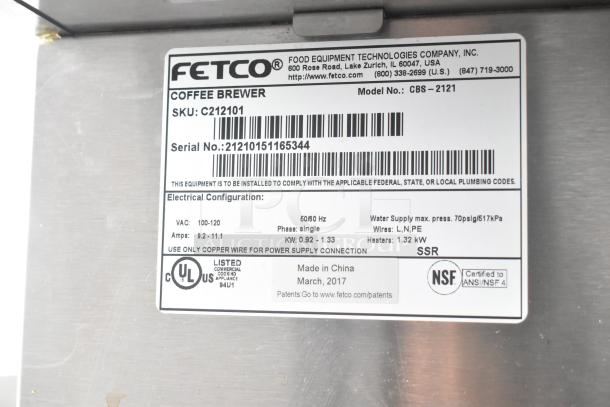 FETCO®
FOOD EQUIPMENT TECHNOLOGIES COMPANY, INC.
600 Rose Road, Lake Zurich, IL 60047, USA
http://www.fetco.com (800) 338-2699 (U.S.) (847) 719-3000
COFFEE BREWER Model No.: CBS-2121
SKU: C212101
Serial No.:21210151165344
THIS EQUIPMENT IS TO BE INSTALLED TO COMPLY WITH THE APPLICABLE FEDERAL, STATE, OR LOCAL PLUMBING CODES.
Electrical Configuration:
50/60 Hz Water Supply max. press. 70psig/517kPa
VAC: 100-120 Phase: single Wires: L,N,PE
Amps: 9.2 - 11.1 KW: 0.92 - 1.33 Heaters: 1.32 kW
USE ONLY COPPER WIRE FOR POWER SUPPLY CONNECTION SSR
C UL US
LISTED
COMMERCIAL
COOKING
APPLIANCE
94U1
Made in China
March, 2017
Patents:Go to www.fetco.com/patents
NSF
Certified to
ANSI/NSF 4